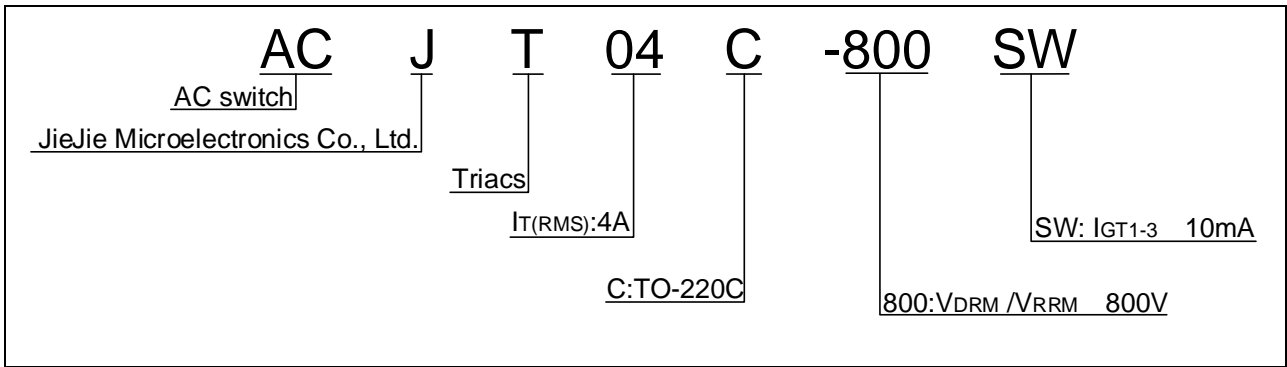 AC J T 04 C -800 SW
AC switch
JieJie Microelectronics Co., Ltd.
Triacs
IT(RMS):4A
SW: IGT1-3 10mA
C:TO-220C
800:VDRM /VRRM 800V